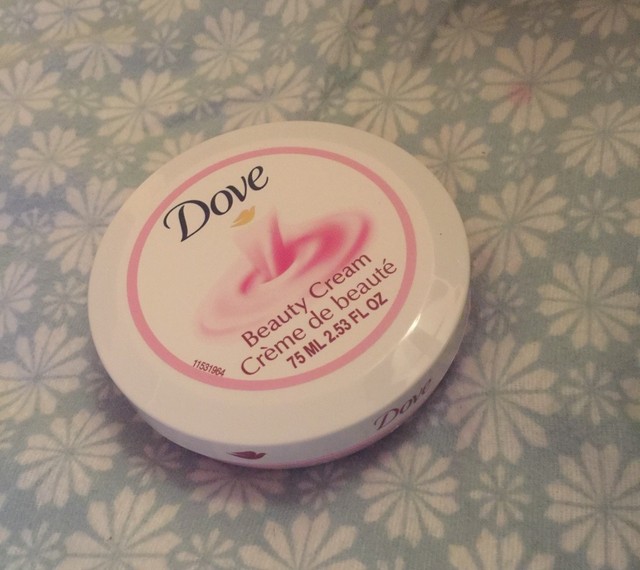 Dove
Beauty Cream
Crème de beauté
75 ML 2.53 FL OZ
11531964
Dove